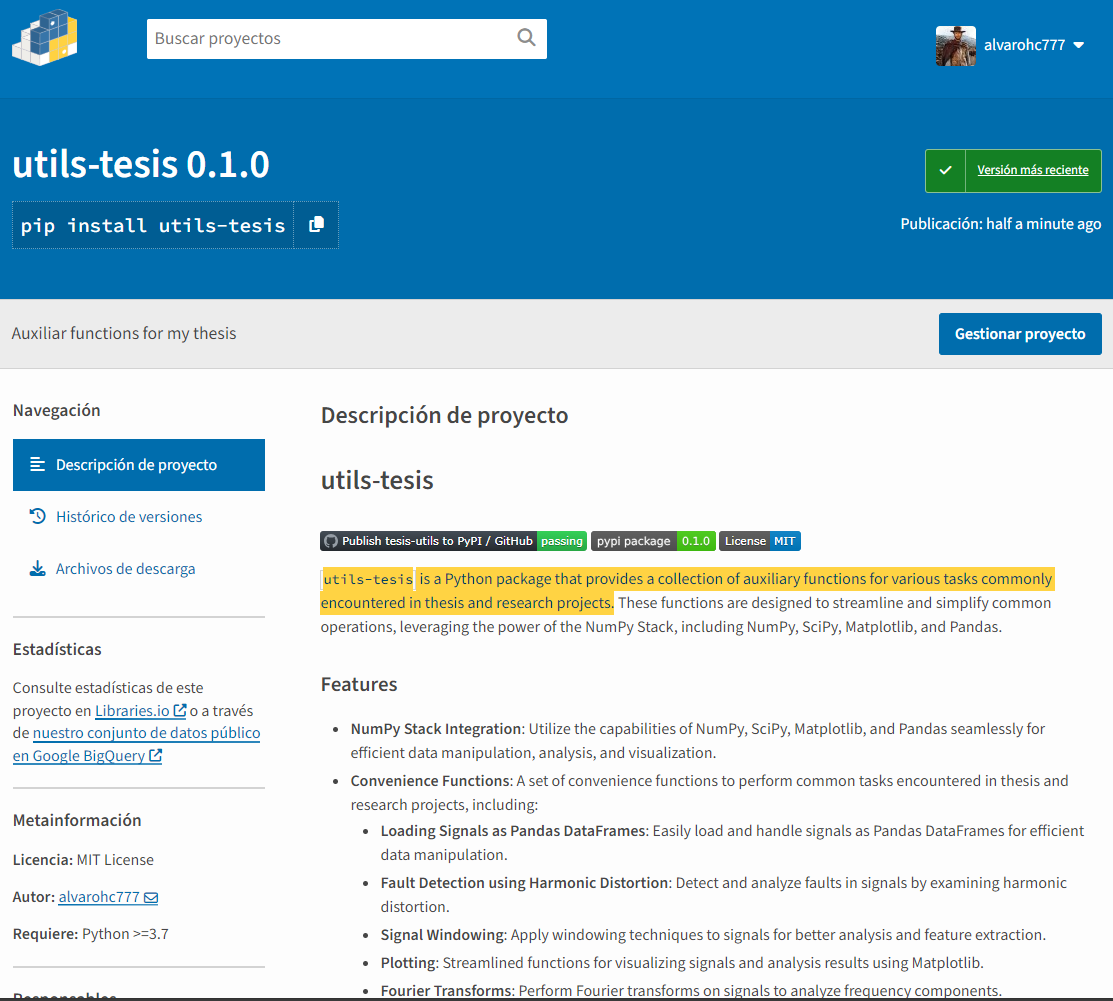 Buscar proyectos
alvarohc777
utils-tesis 0.1.0
pip install utils-tesis
Versión más reciente
Publicación: half a minute ago
Auxiliar functions for my thesis
Gestionar proyecto
Navegación
Descripción de proyecto
Histórico de versiones
Archivos de descarga
Estadísticas
Consulte estadísticas de este
proyecto en Libraries.io o a través
de nuestro conjunto de datos público
en Google BigQuery
Metainformación
Licencia: MIT License
Autor: alvarohc777
Requiere: Python >=3.7
Responsables
Descripción de proyecto
utils-tesis
Publish tesis-utils to PyPI / GitHub passing pypi package 0.1.0 License MIT
utils-tesis is a Python package that provides a collection of auxiliary functions for various tasks commonly
encountered in thesis and research projects. These functions are designed to streamline and simplify common
operations, leveraging the power of the NumPy Stack, including NumPy, SciPy, Matplotlib, and Pandas.
Features
NumPy Stack Integration: Utilize the capabilities of NumPy, SciPy, Matplotlib, and Pandas seamlessly for
efficient data manipulation, analysis, and visualization.
Convenience Functions: A set of convenience functions to perform common tasks encountered in thesis and
research projects, including:
Loading Signals as Pandas DataFrames: Easily load and handle signals as Pandas DataFrames for efficient
data manipulation.
Fault Detection using Harmonic Distortion: Detect and analyze faults in signals by examining harmonic
distortion.
Signal Windowing: Apply windowing techniques to signals for better analysis and feature extraction.
Plotting: Streamlined functions for visualizing signals and analysis results using Matplotlib.
Fourier Transforms: Perform Fourier transforms on signals to analyze frequency components.